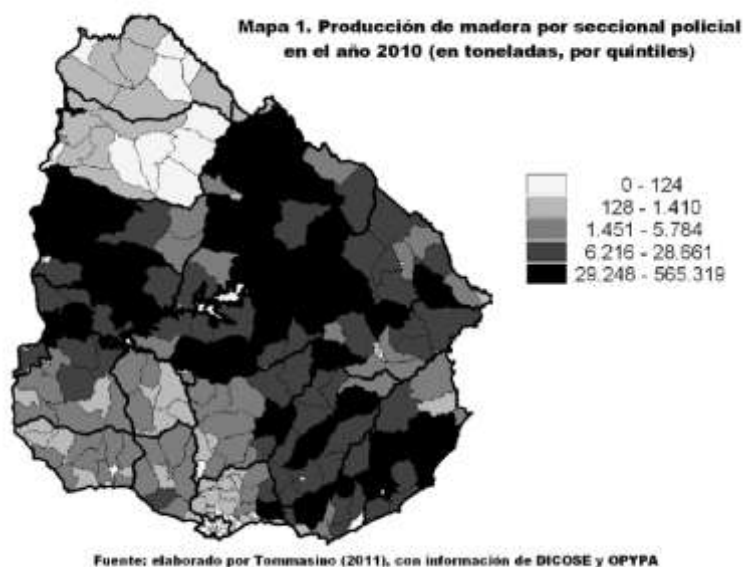 Mapa 1. Producción de madera por seccional policial
en el año 2010 (en toneladas, por quintiles)
0 - 124
128 - 1.410
1.451 - 5.784
6.216 - 28.661
29.248 - 565.319
Fuente: elaborado por Tommasino (2011), con información de DICOSE y OPYPA